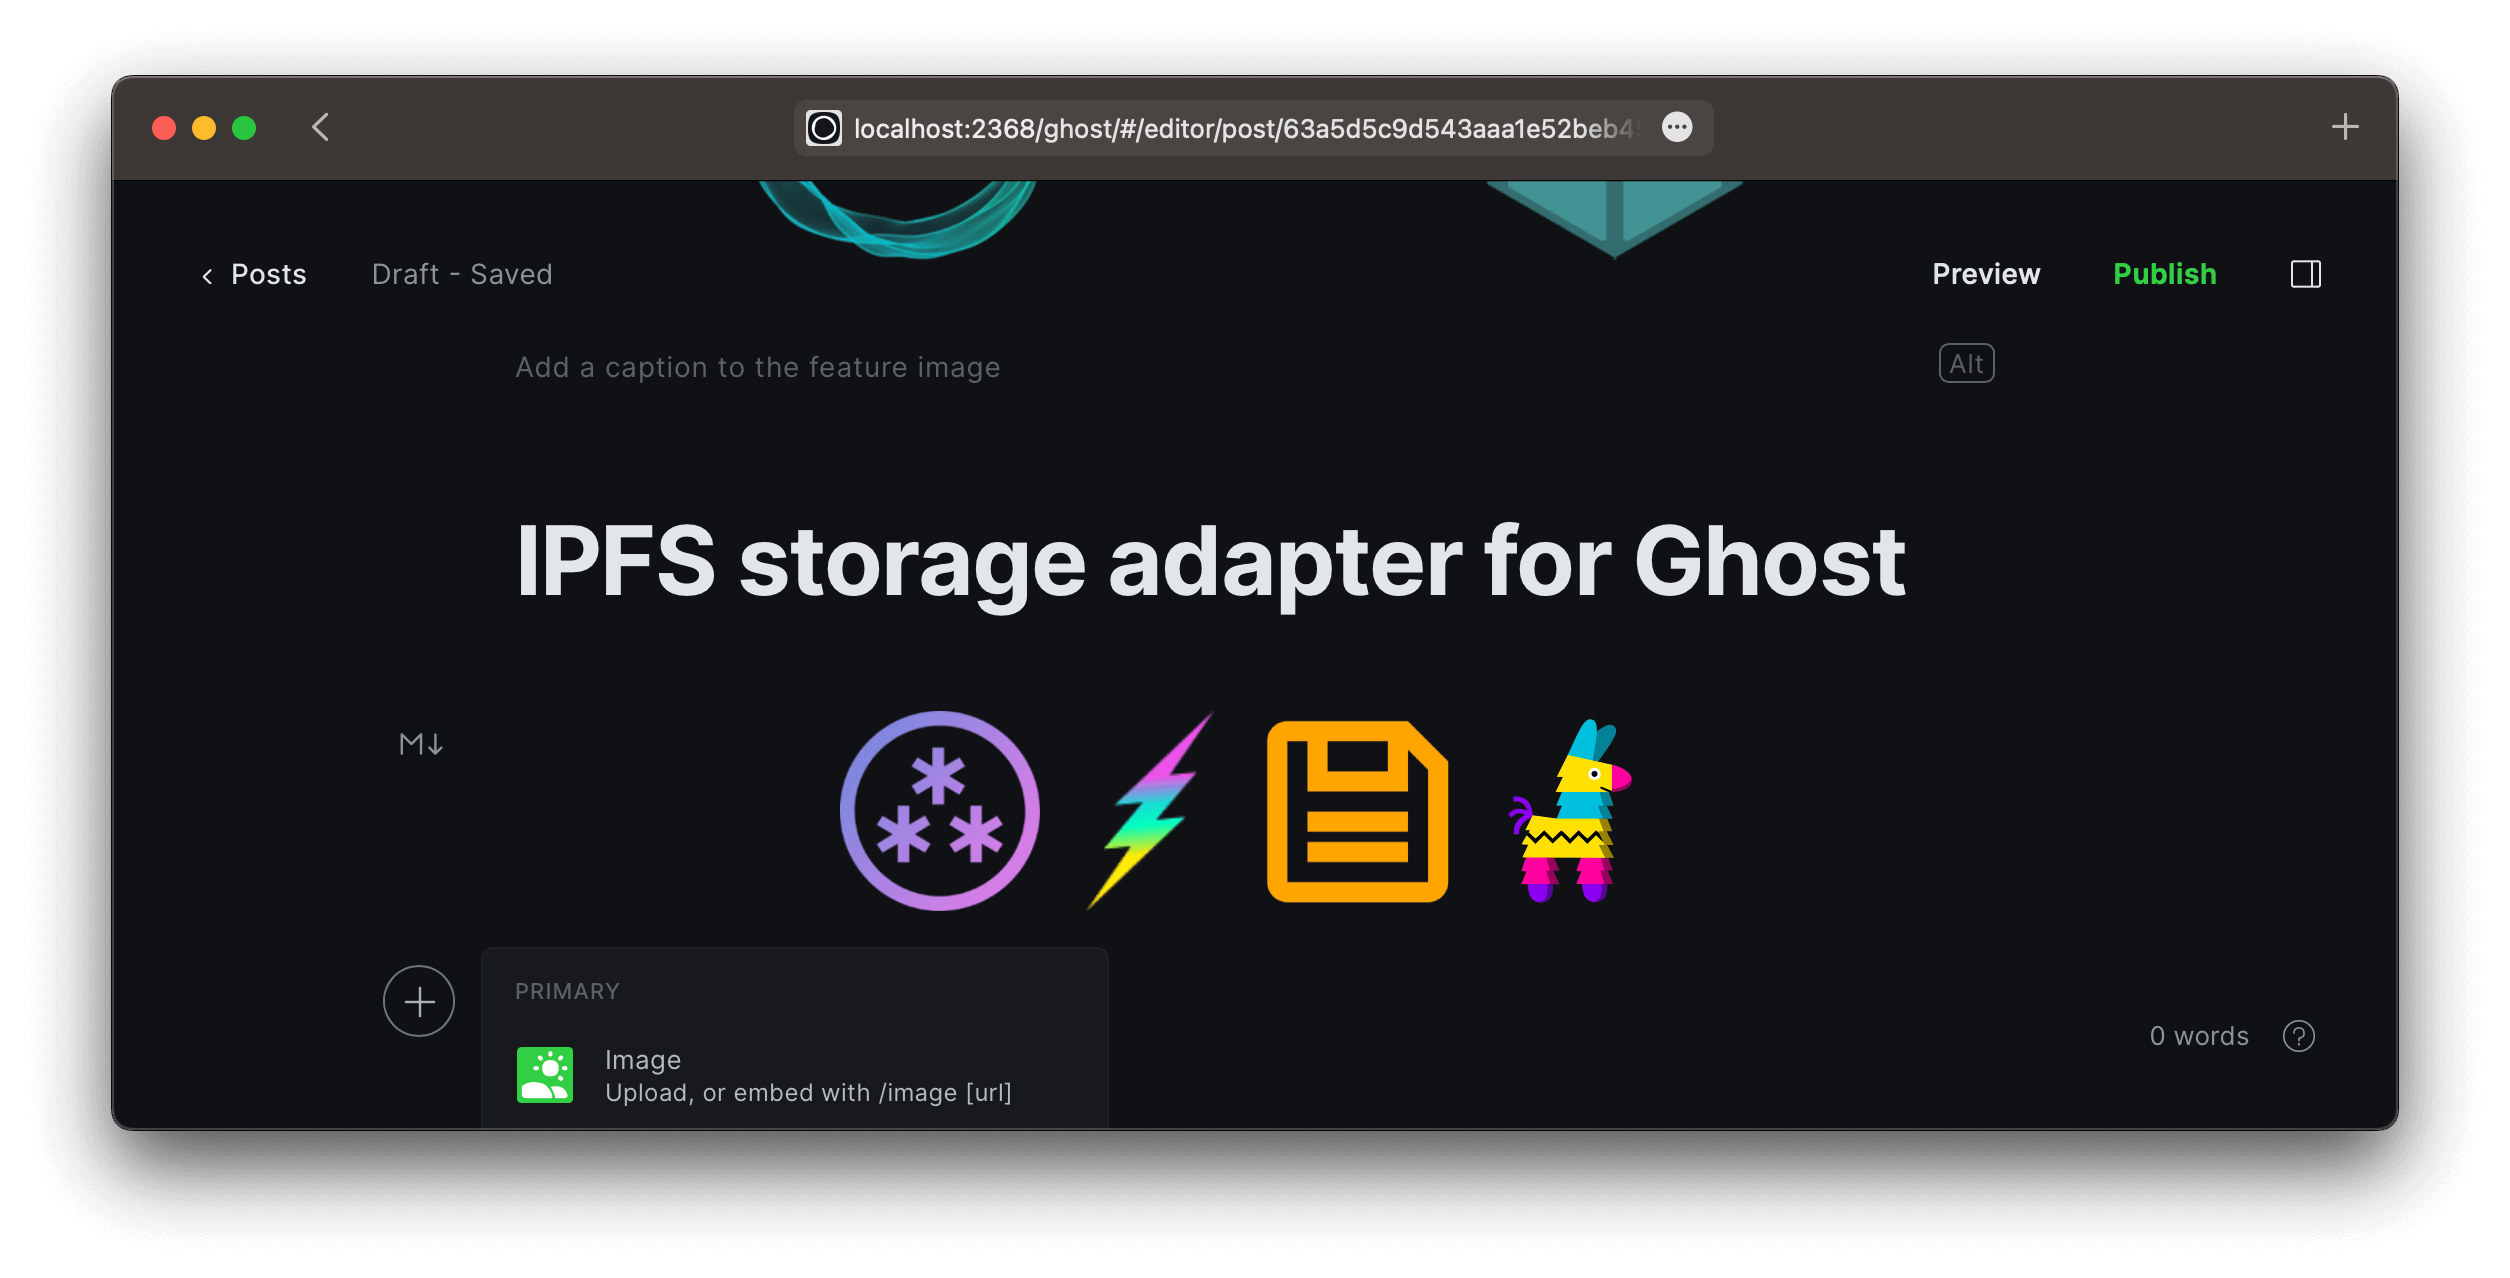 localhost:2368/ghost/#/editor/post/63a5d5c9d543aaa1e52beb4
Posts
Draft - Saved
Preview
Publish
Add a caption to the feature image
Alt
IPFS storage adapter for Ghost
M↓
PRIMARY
Image
Upload, or embed with /image [url]
0 words
?